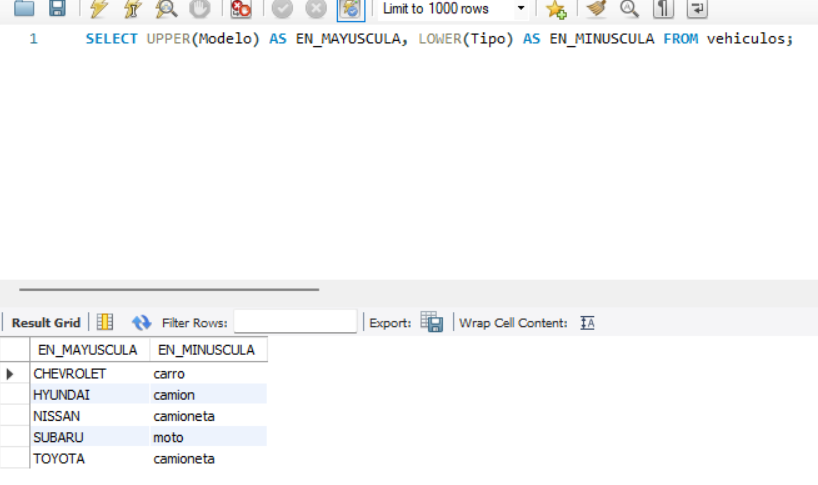 Limit to 1000 rows
1 SELECT UPPER(Modelo) AS EN_MAYUSCULA, LOWER(Tipo) AS EN_MINUSCULA FROM vehiculos;
Result Grid Filter Rows: Export: Wrap Cell Content: IA
EN_MAYUSCULA EN_MINUSCULA
CHEVROLET carro
HYUNDAI camion
NISSAN camioneta
SUBARU moto
TOYOTA camioneta